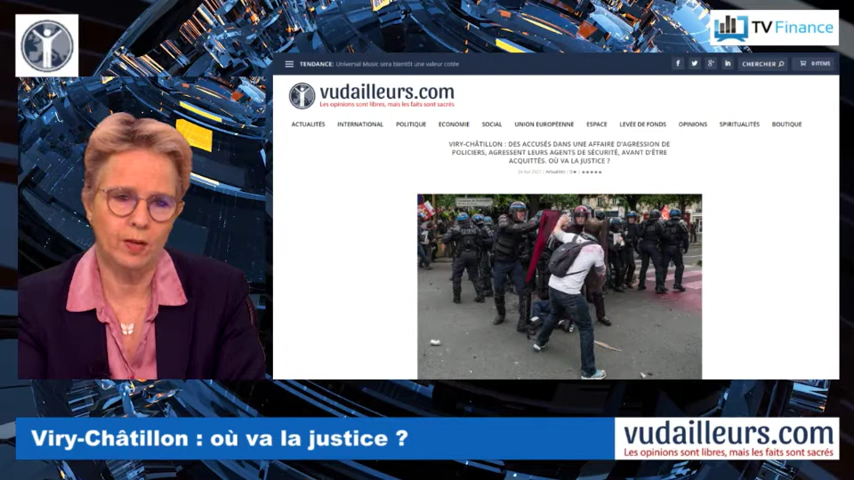 TV Finance
TENDANCE: Universal Music sera bientôt une valeur cotée
CHERCHER
0 ITEMS
vudailleurs.com
Les opinions sont libres, mais les faits sont sacrés
ACTUALITÉS INTERNATIONAL POLITIQUE ECONOMIE SOCIAL UNION EUROPÉENNE ESPACE LEVÉE DE FONDS OPINIONS SPIRITUALITÉS BOUTIQUE
VIRY-CHÂTILLON : DES ACCUSÉS DANS UNE AFFAIRE D'AGRESSION DE
POLICIERS, AGRESSENT LEURS AGENTS DE SÉCURITÉ, AVANT D'ÊTRE
ACQUITTÉS. OÙ VA LA JUSTICE ?
Viry-Châtillon : où va la justice ?
vudailleurs.com
Les opinions sont libres, mais les faits sont sacrés